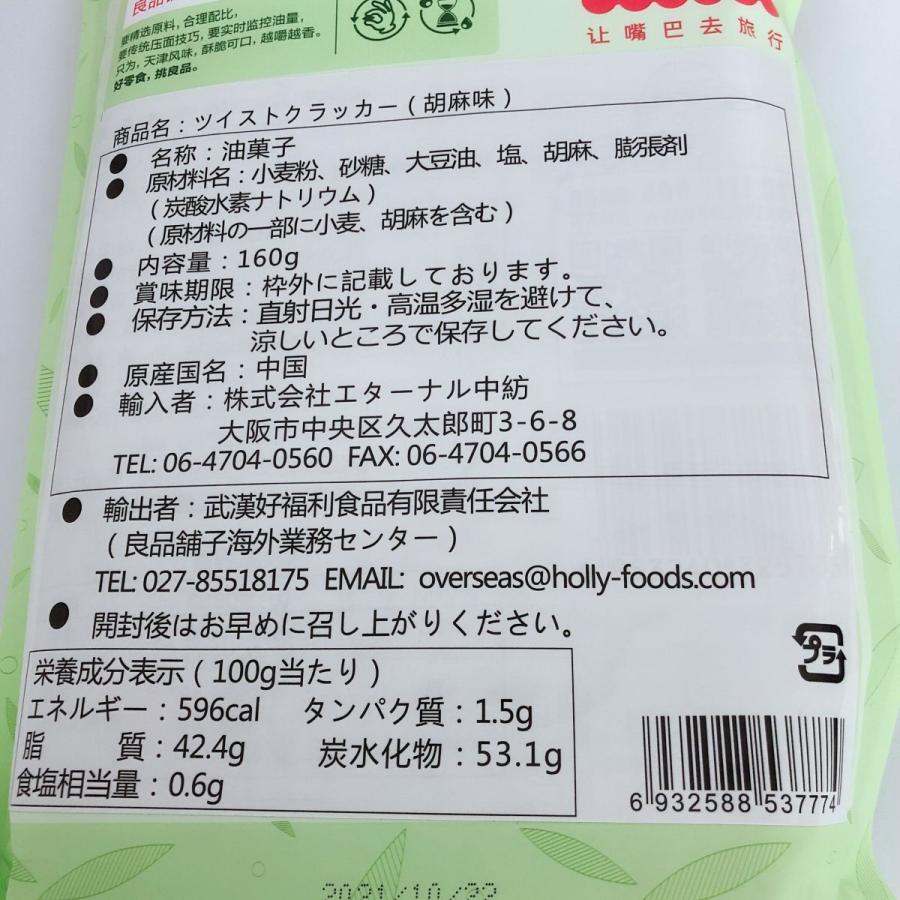 要精选原料，合理配比，
要传统压面技巧，要实时监控油量，
只为，天津风味，酥脆可口，越嚼越香。
好零食，挑良品。
让嘴巴去旅行
商品名：ツイストクラッカー（胡麻味）
● 名称：油菓子
● 原材料名：小麦粉、砂糖、大豆油、塩、胡麻、膨張剤
（炭酸水素ナトリウム）
（原材料の一部に小麦、胡麻を含む）
● 内容量：160g
● 賞味期限：枠外に記載しております。
● 保存方法：直射日光・高温多湿を避けて、
涼しいところで保存してください。
● 原産国名：中国
● 輸入者：株式会社エターナル中紡
大阪市中央区久太郎町3-6-8
TEL: 06-4704-0560 FAX: 06-4704-0566
● 輸出者：武漢好福利食品有限責任会社
（良品舗子海外業務センター）
TEL: 027-85518175 EMAIL: overseas@holly-foods.com
● 開封後はお早めに召し上がりください。
プラ
栄養成分表示（100g当たり）
エネルギー：596cal タンパク質：1.5g
脂 質：42.4g 炭水化物：53.1g
食塩相当量：0.6g
6 932588 537774